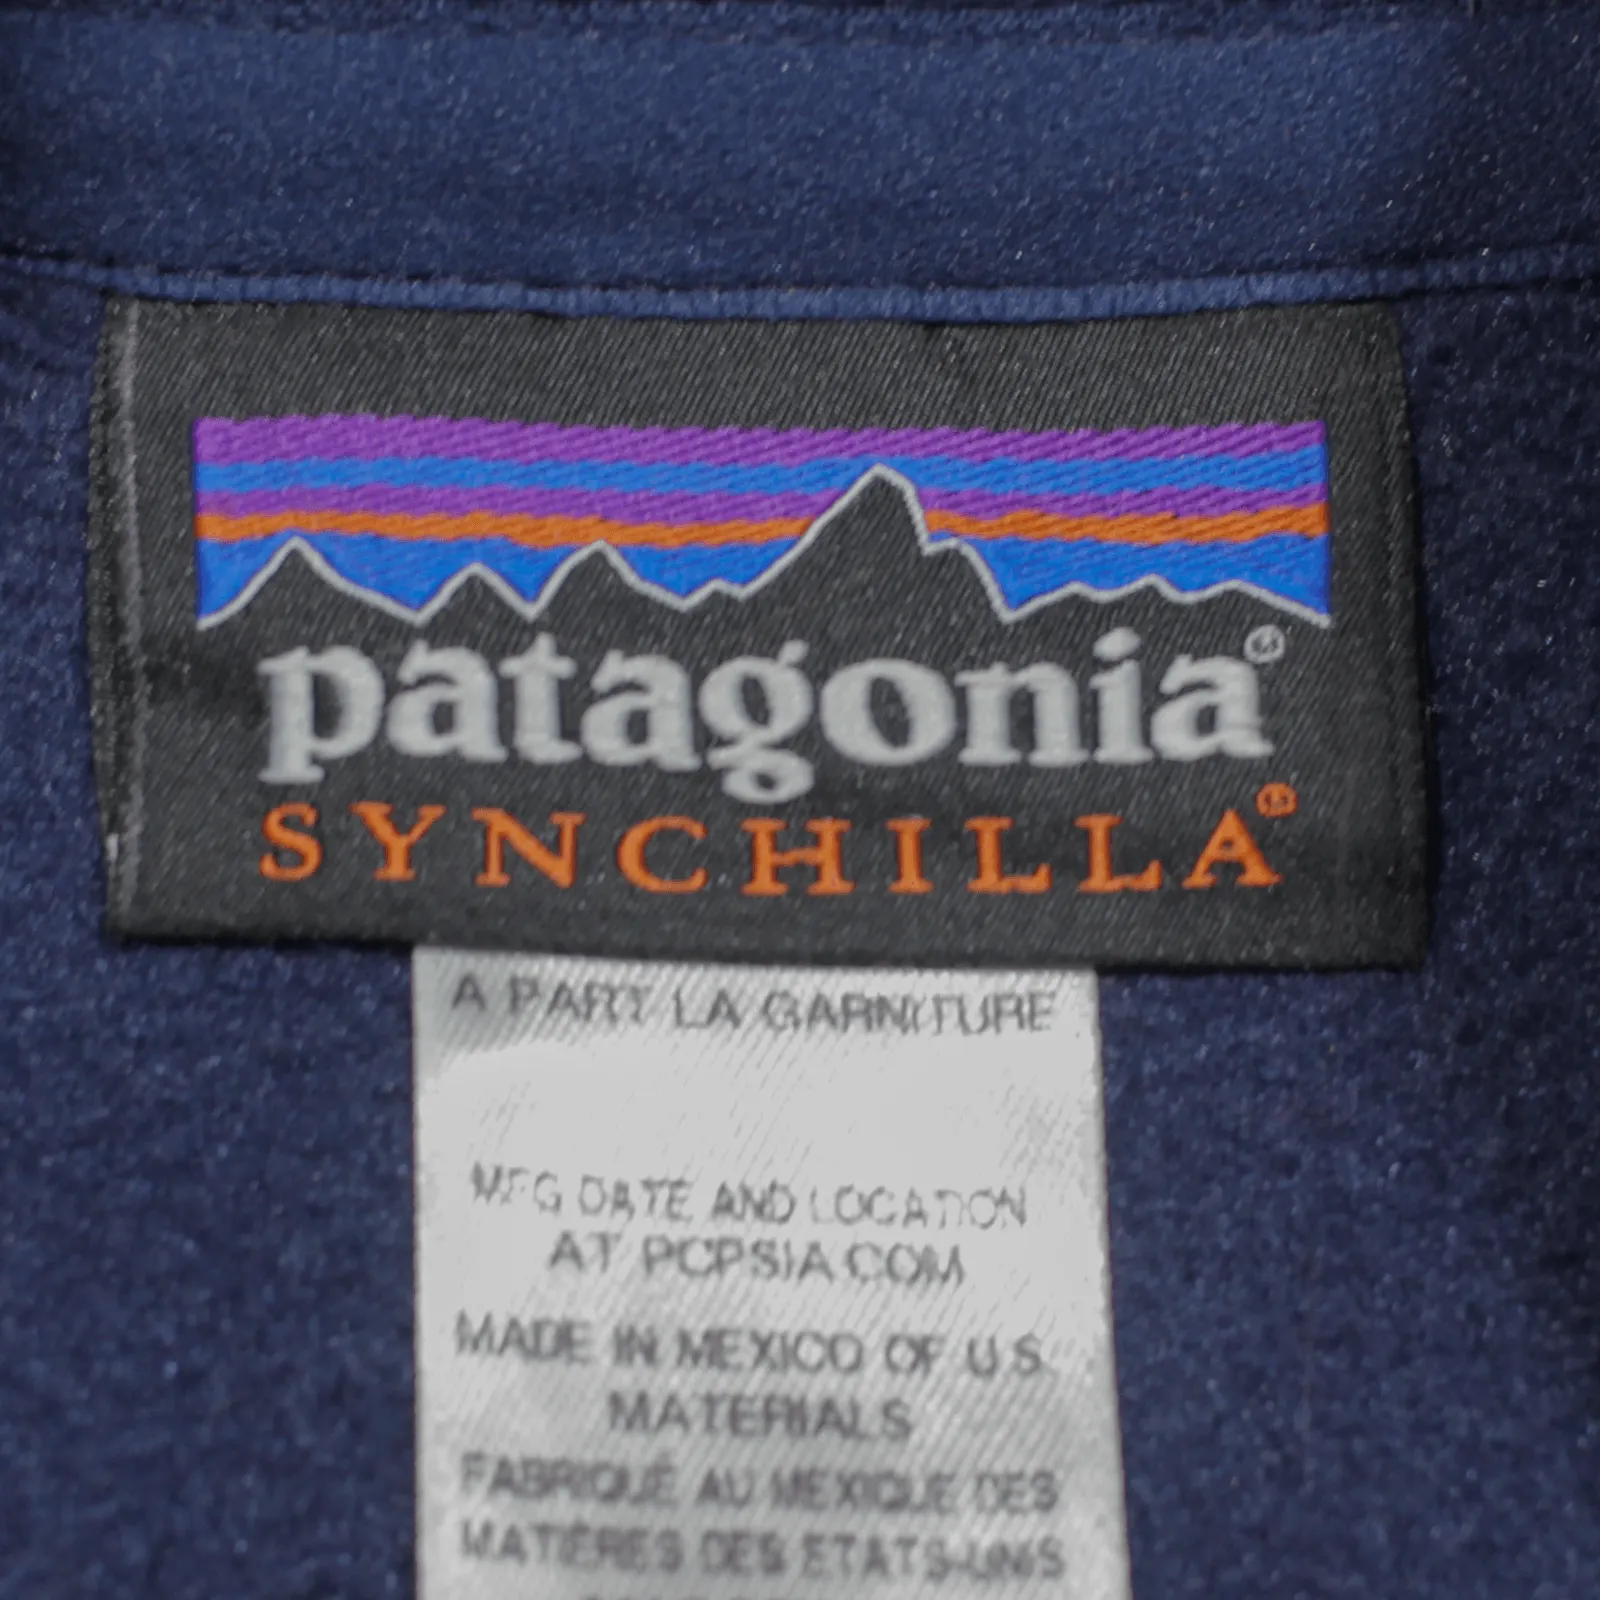 patagonia®
SYNCHILLA®
A PART LA GARNITURE
MFG DATE AND LOCATION
AT PCPSIA.COM
MADE IN MEXICO OF U.S.
MATERIALS
FABRIQUÉ AU MEXIQUE DES
MATIÈRES DES ETATS-UNIS